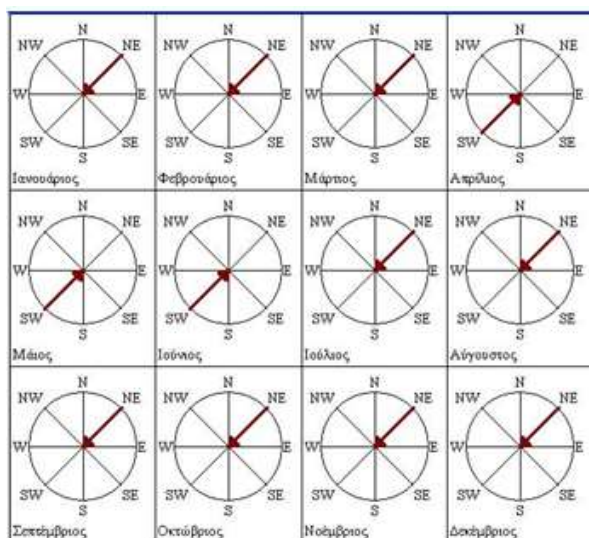 N N N N
NW NE NW NE NW NE NW NE
W E W E W E W E
SW SE SW SE SW SE SW SE
S S S S
Ιανουάριος Φεβρουάριος Μάρτιος Απρίλιος
N N N N
NW NE NW NE NW NE NW NE
W E W E W E W E
SW SE SW SE SW SE SW SE
S S S S
Μάιος Ιούνιος Ιούλιος Αύγουστος
N N N N
NW NE NW NE NW NE NW NE
W E W E W E W E
SW SE SW SE SW SE SW SE
S S S S
Σεπτέμβριος Οκτώβριος Νοέμβριος Δεκέμβριος